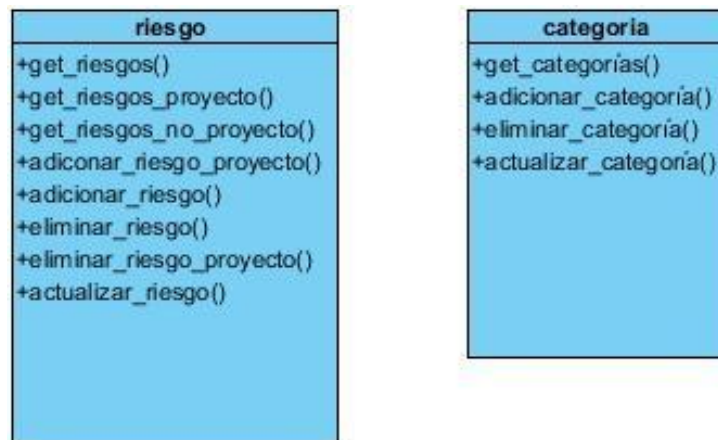 riesgo
+get_riesgos()
+get_riesgos_proyecto()
+get_riesgos_no_proyecto()
+adiconar_riesgo_proyecto()
+adicionar_riesgo()
+eliminar_riesgo()
+eliminar_riesgo_proyecto()
+actualizar_riesgo()
categoria
+get_categorías()
+adicionar_categoría()
+eliminar_categoría()
+actualizar_categoría()